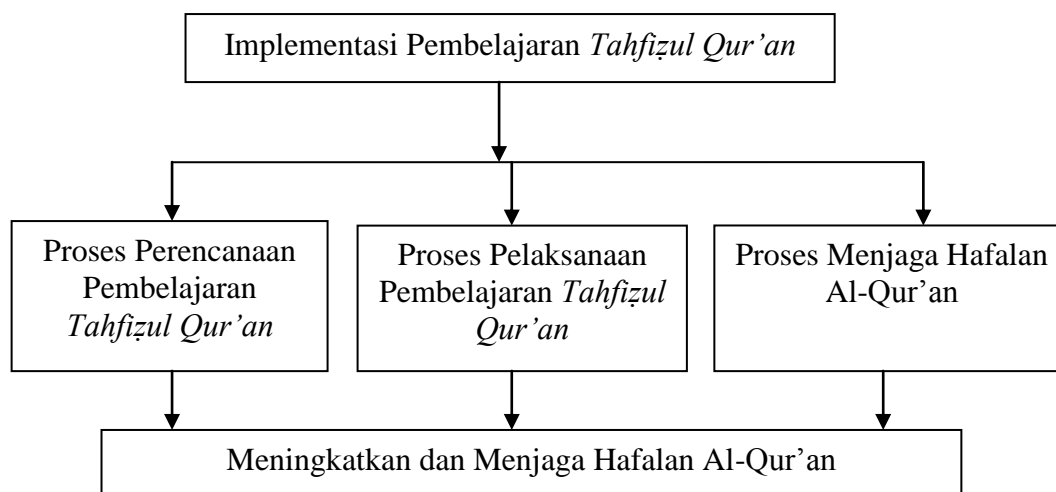 Implementasi Pembelajaran Tahfiẓul Qur’an
Proses Perencanaan
Pembelajaran
Tahfiẓul Qur’an
Proses Pelaksanaan
Pembelajaran Tahfiẓul
Qur’an
Proses Menjaga Hafalan
Al-Qur’an
Meningkatkan dan Menjaga Hafalan Al-Qur’an